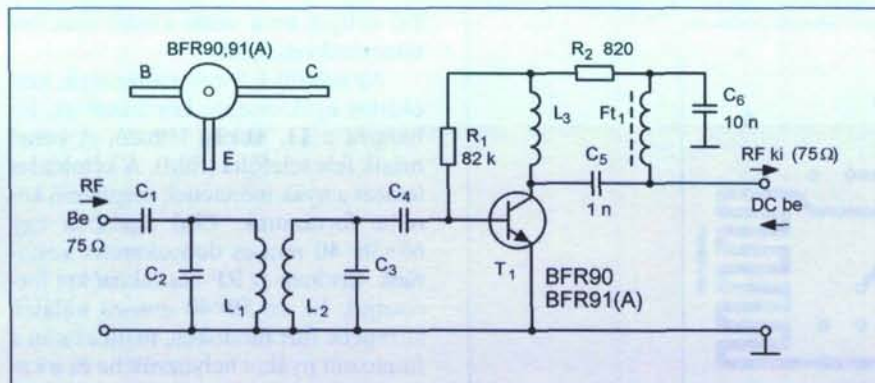 BFR90,91(A)
B
C
E
R₂ 820
R₁
82 k
L₃
Ft₁
C₆
10 n
RF
Be
75 Ω
C₁
C₂
L₁
L₂
C₃
C₄
C₅
1 n
T₁
BFR90
BFR91(A)
RF ki (75 Ω)
DC be